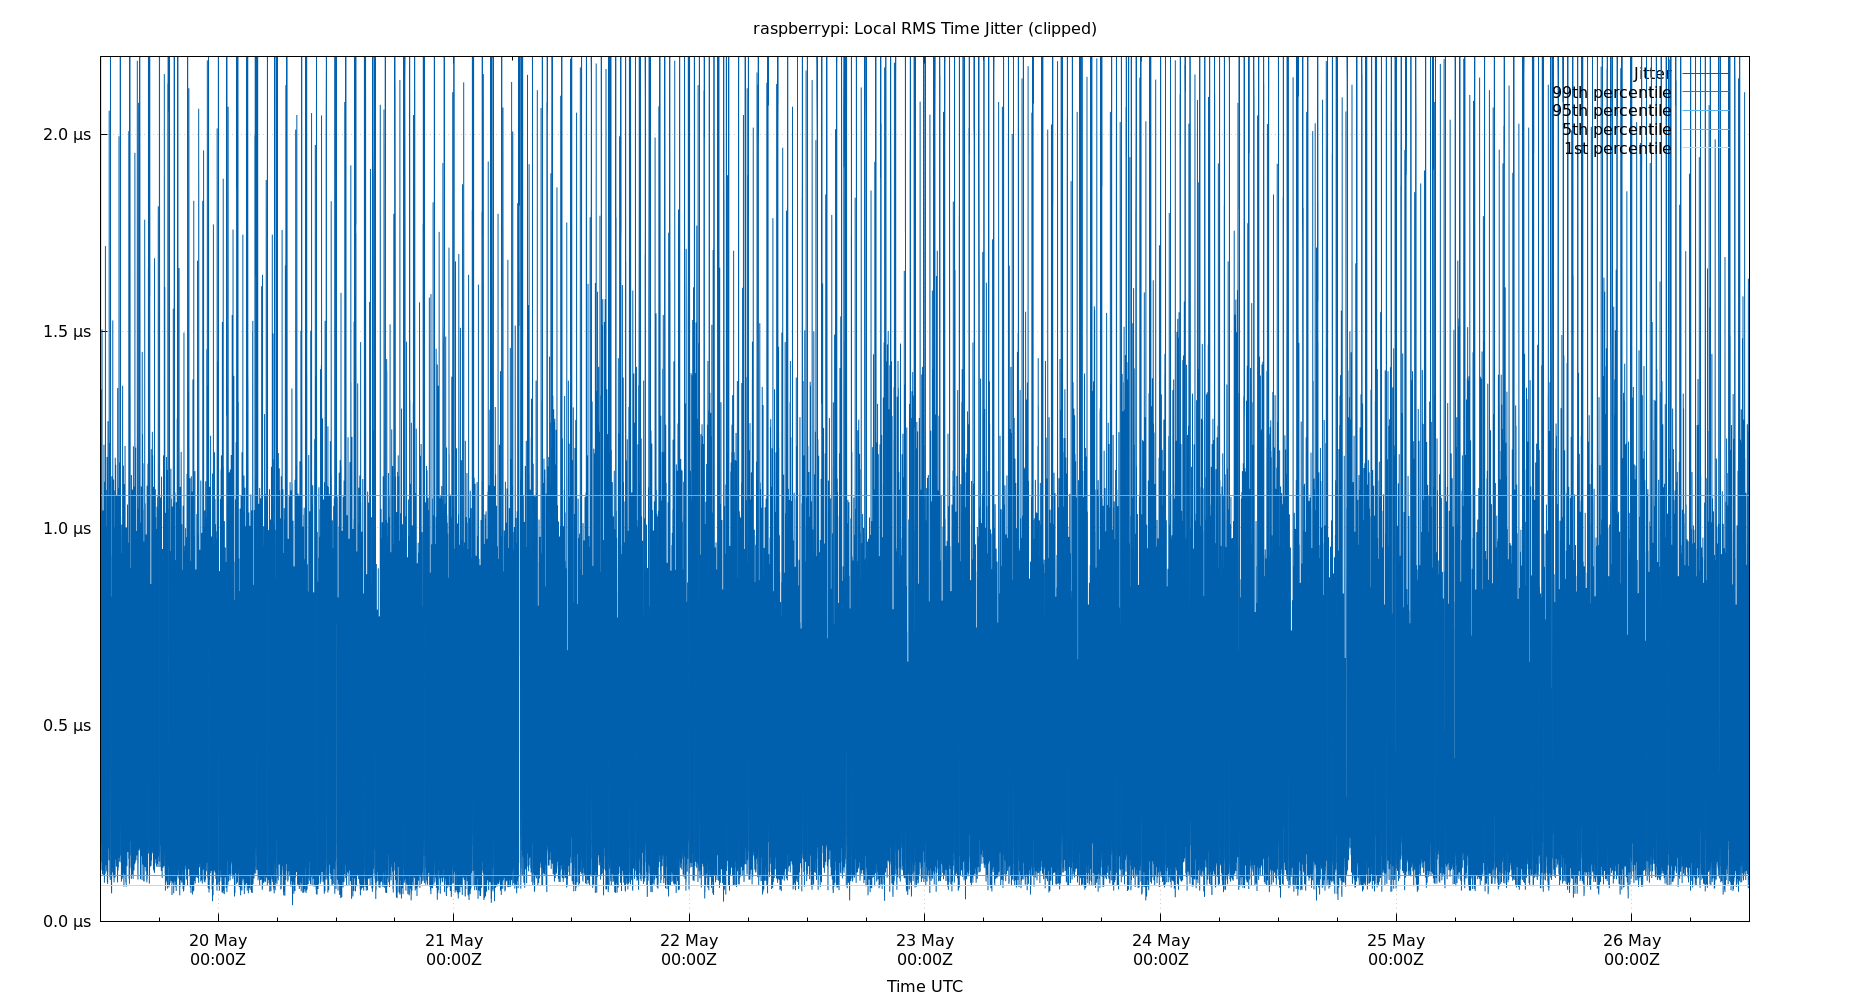 raspberrypi: Local RMS Time Jitter (clipped)
Jitter
99th percentile
95th percentile
5th percentile
1st percentile
2.0 µs
1.5 µs
1.0 µs
0.5 µs
0.0 µs
20 May
00:00Z
21 May
00:00Z
22 May
00:00Z
23 May
00:00Z
24 May
00:00Z
25 May
00:00Z
26 May
00:00Z
Time UTC